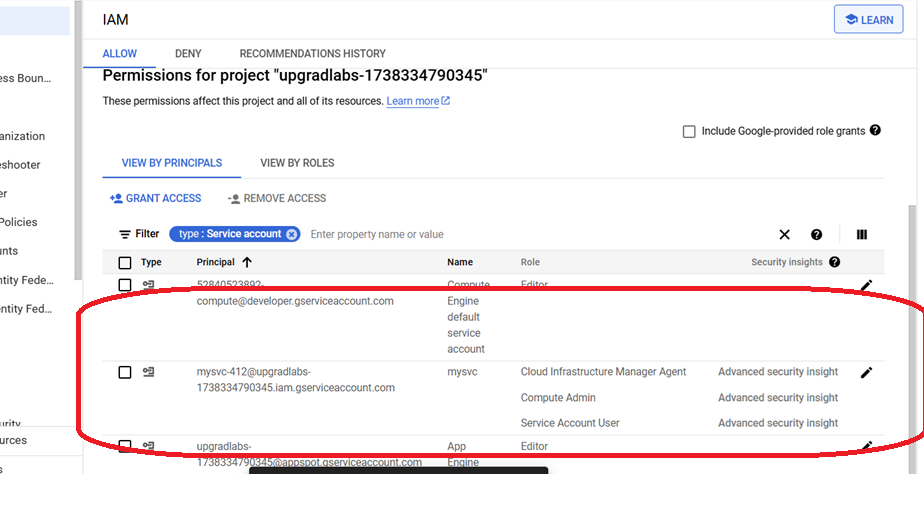 IAM
LEARN
ALLOW DENY RECOMMENDATIONS HISTORY
Permissions for project "upgradlabs-1738334790345"
These permissions affect this project and all of its resources. Learn more
Include Google-provided role grants
VIEW BY PRINCIPALS VIEW BY ROLES
GRANT ACCESS REMOVE ACCESS
Filter type : Service account Enter property name or value
Type Principal Name Role Security insights
52840523892- Compute Editor
compute@developer.gserviceaccount.com Engine
default
service
account
mysvc-412@upgradlabs- mysvc Cloud Infrastructure Manager Agent Advanced security insight
1738334790345.iam.gserviceaccount.com
Compute Admin Advanced security insight
Service Account User Advanced security insight
upgradlabs- App Editor
1738334790345@appspot.gserviceaccount.com Engine
ess Boun...
anization
eshooter
er
Policies
unts
ntity Fede...
entity Fed...
curity
ources
s